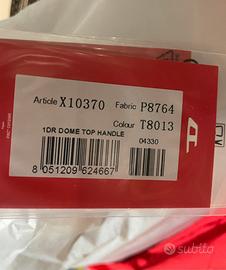 Article X10370 Fabric P8764
Colour T8013
1DR DOME TOP HANDLE 04330
8 051209 624667
subito